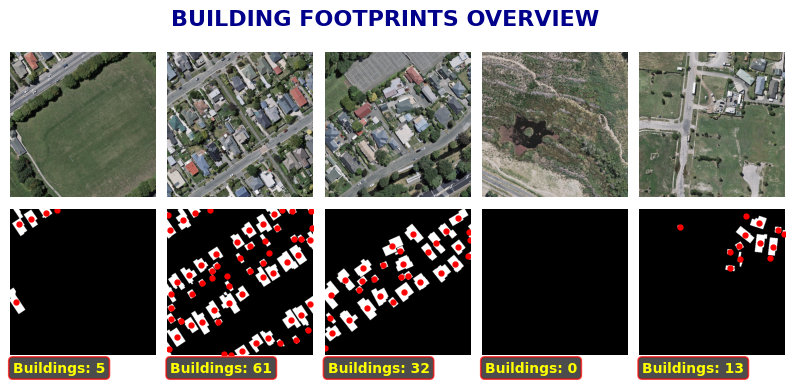 BUILDING FOOTPRINTS OVERVIEW
Buildings: 5
Buildings: 61
Buildings: 32
Buildings: 0
Buildings: 13